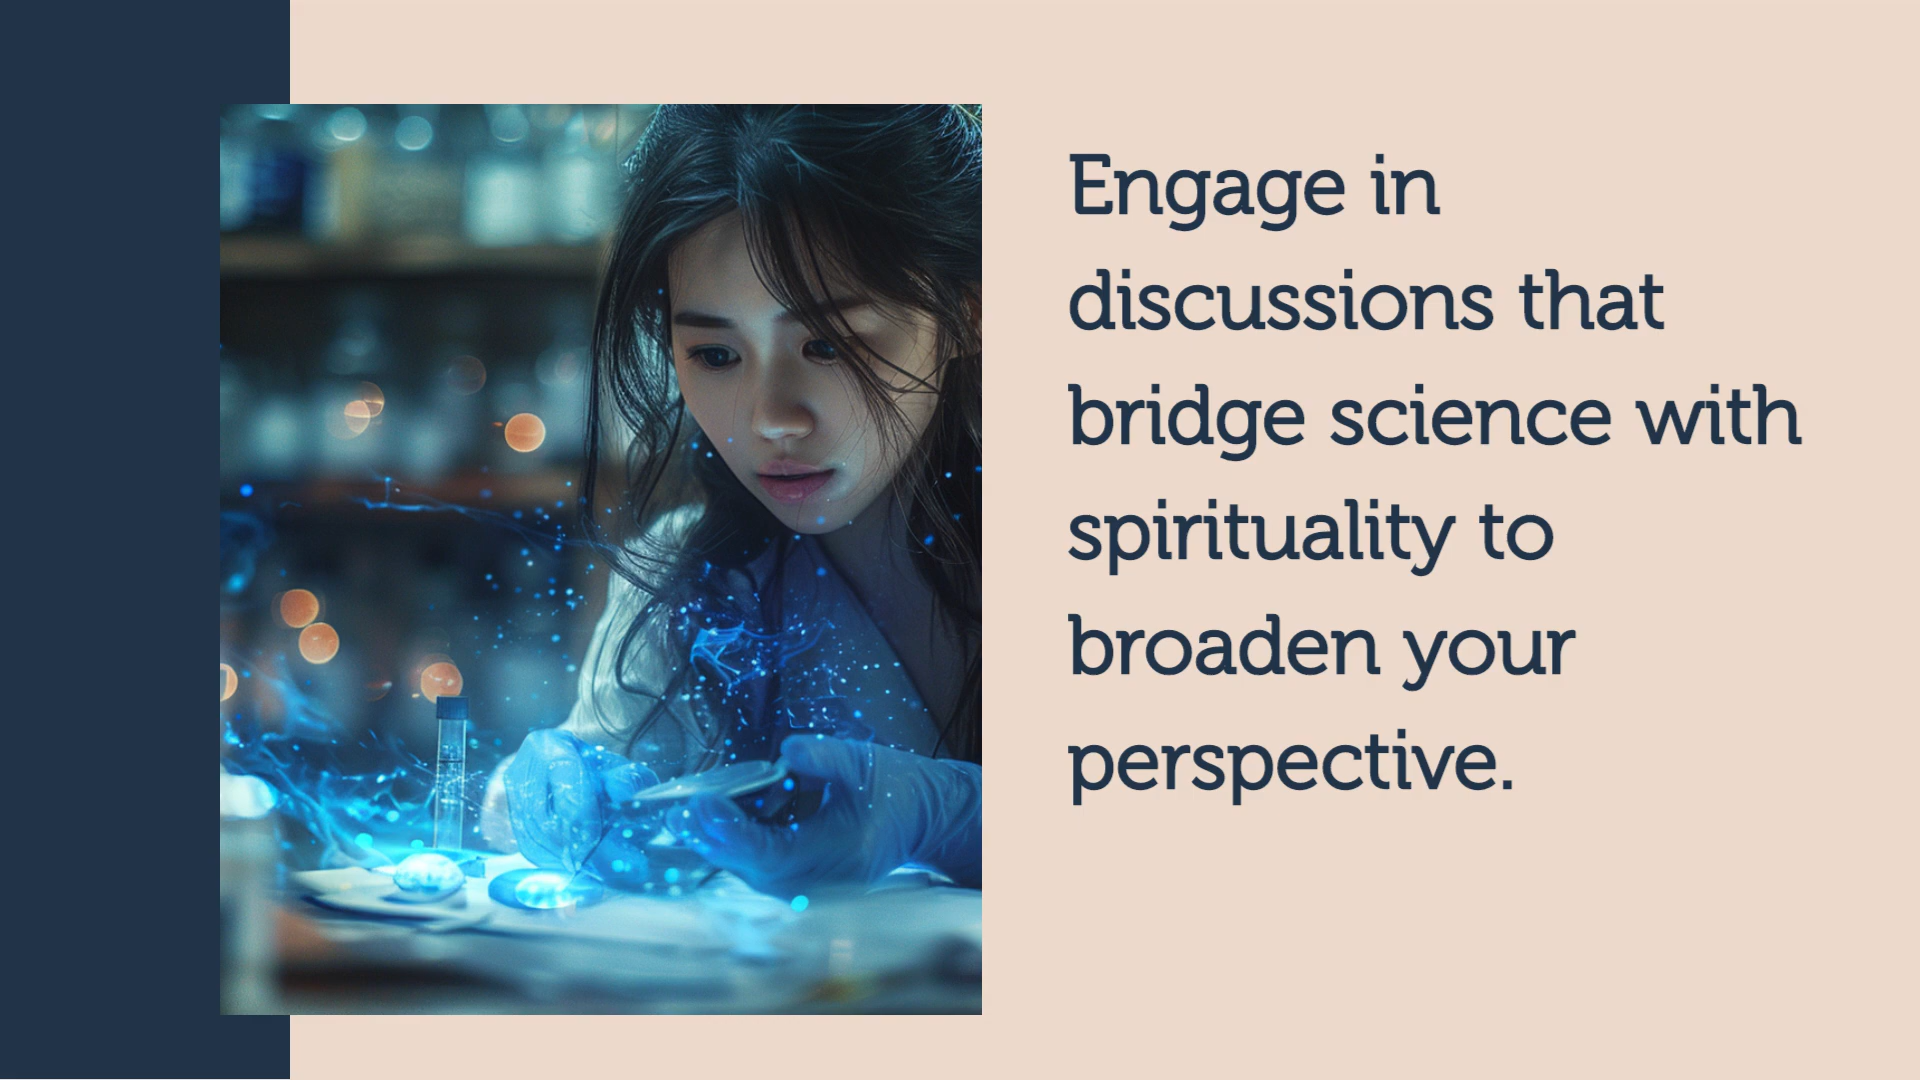 Engage in
discussions that
bridge science with
spirituality to
broaden your
perspective.